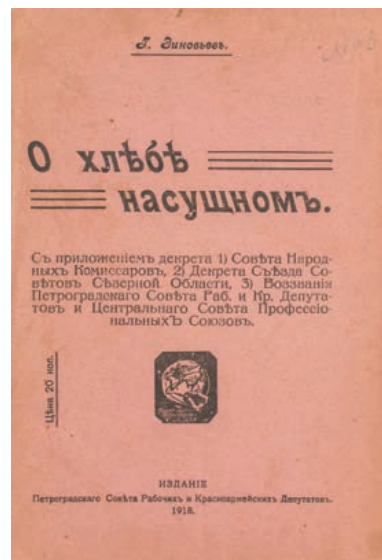 Г. Зиновьевъ.
О хлѣбѣ
насущномъ.
Съ приложеніемъ декрета 1) Совѣта Народ-
ныхъ Комиссаровъ, 2) Декрета Съѣзда Со-
вѣтовъ Сѣверной Области, 3) Воззванія
Петроградскаго Совѣта Раб. и Кр. Депута-
товъ и Центральнаго Совѣта Профессіо-
нальныхЪ Союзовъ.
Цѣна 20 коп.
ИЗДАНІЕ
Петроградскаго Совѣта Рабочихъ и Красноармейскихъ Депутатовъ.
1918.